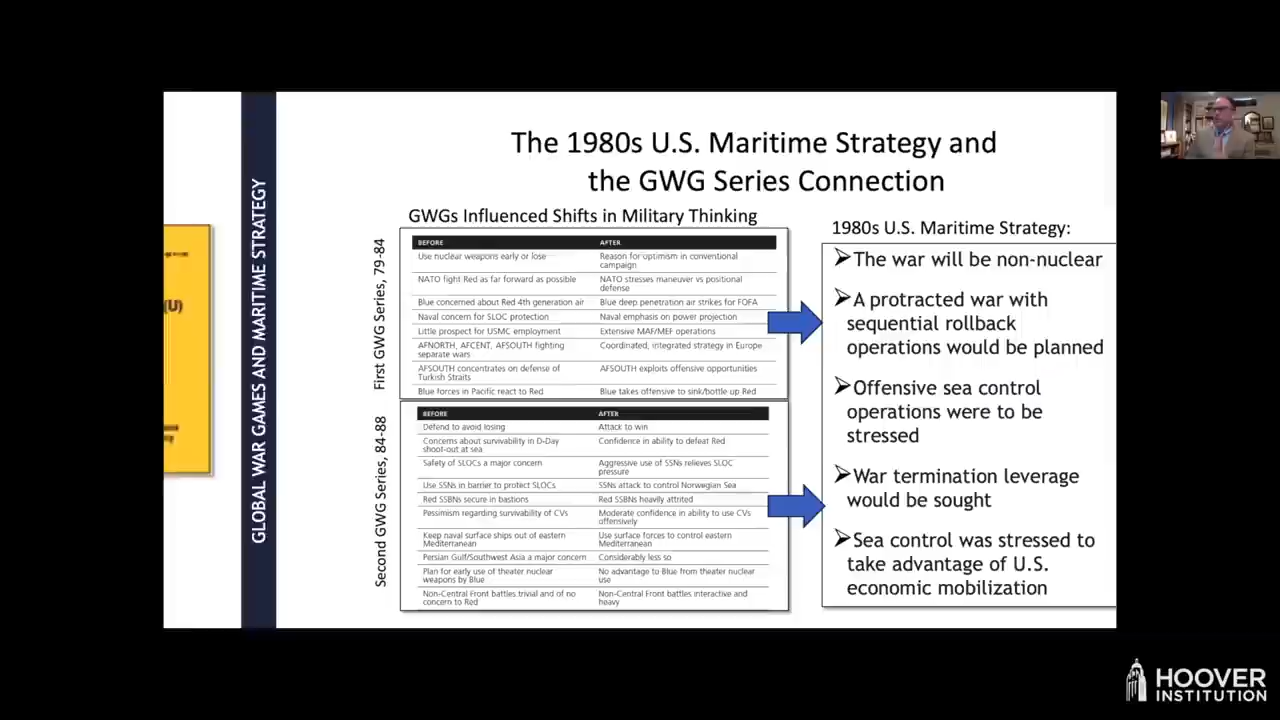 The 1980s U.S. Maritime Strategy and
the GWG Series Connection
GLOBAL WAR GAMES AND MARITIME STRATEGY
(U)
GWGs Influenced Shifts in Military Thinking
First GWG Series, 79-84
BEFORE AFTER
Use nuclear weapons early or lose Reason for optimism in conventional
campaign
NATO fight Red as far forward as possible NATO stresses maneuver vs positional
defense
Blue concerned about Red 4th generation air Blue deep penetration air strikes for FOFA
Naval concern for SLOC protection Naval emphasis on power projection
Little prospect for USMC employment Extensive MAF/MEF operations
AFNORTH, AFCENT, AFSOUTH fighting Coordinated, integrated strategy in Europe
separate wars
AFSOUTH concentrates on defense of AFSOUTH exploits offensive opportunities
Turkish Straits
Blue forces in Pacific react to Red Blue takes offensive to sink/bottle up Red
Second GWG Series, 84-88
BEFORE AFTER
Defend to avoid losing Attack to win
Concerns about survivability in D-Day Confidence in ability to defeat Red
shoot-out at sea
Safety of SLOCs a major concern Aggressive use of SSNs relieves SLOC
pressure
Use SSNs in barrier to protect SLOCs SSNs attack to control Norwegian Sea
Red SSBNs secure in bastions Red SSBNs heavily attrited
Pessimism regarding survivability of CVs Moderate confidence in ability to use CVs
offensively
Keep naval surface ships out of eastern Use surface forces to control eastern
Mediterranean Mediterranean
Persian Gulf/Southwest Asia a major concern Considerably less so
Plan for early use of theater nuclear No advantage to Blue from theater nuclear
weapons by Blue use
Non-Central Front battles trivial and of no Non-Central Front battles interactive and
concern to Red heavy
1980s U.S. Maritime Strategy:
The war will be non-nuclear
A protracted war with
sequential rollback
operations would be planned
Offensive sea control
operations were to be
stressed
War termination leverage
would be sought
Sea control was stressed to
take advantage of U.S.
economic mobilization
HOOVER
INSTITUTION